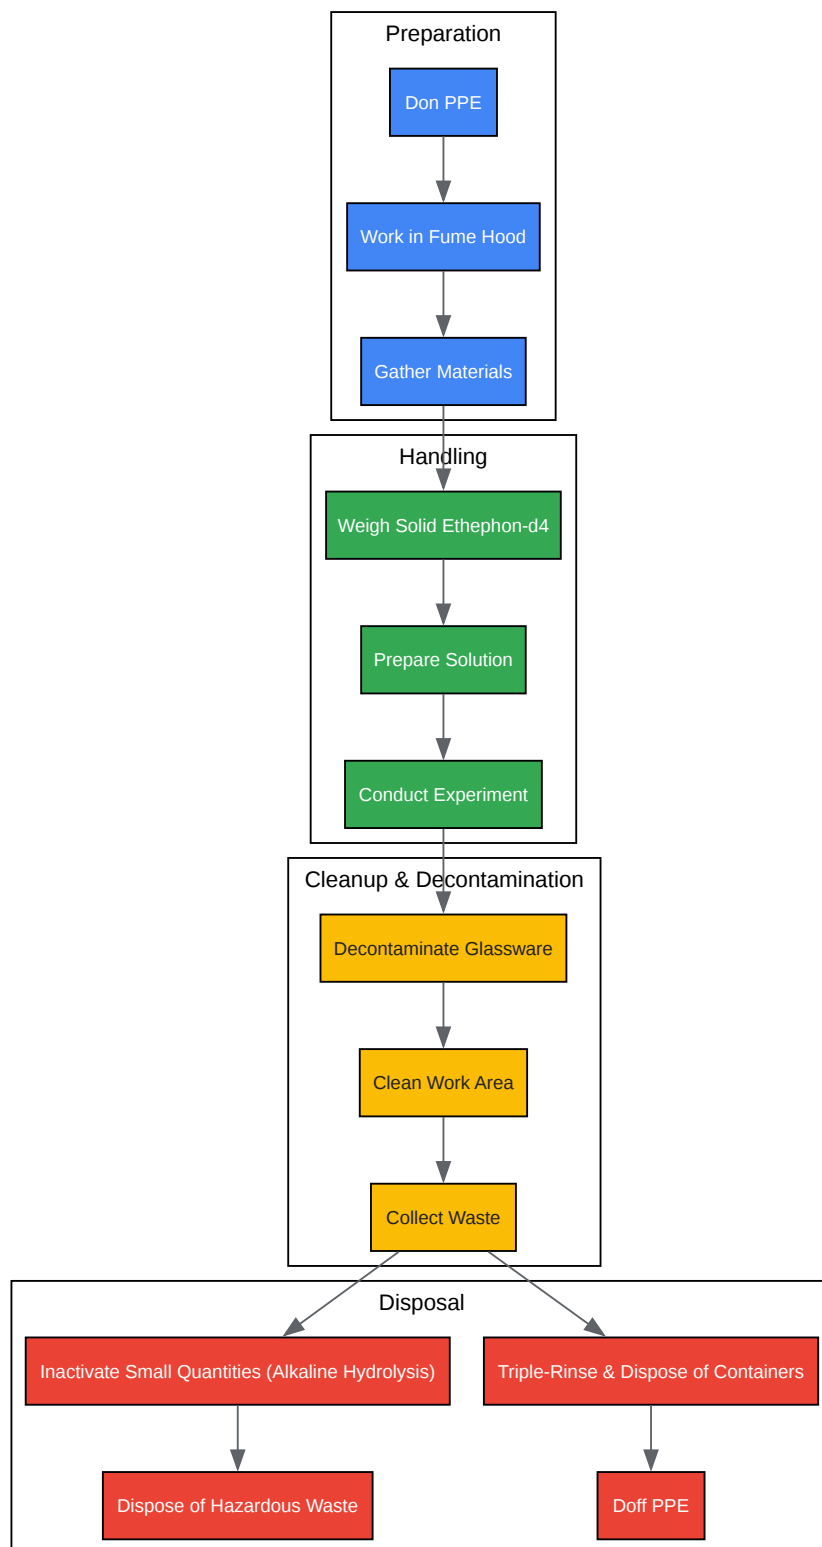 Preparation
Don PPE
Work in Fume Hood
Gather Materials
Handling
Weigh Solid Ethephon-d4
Prepare Solution
Conduct Experiment
Cleanup & Decontamination
Decontaminate Glassware
Clean Work Area
Collect Waste
Disposal
Inactivate Small Quantities (Alkaline Hydrolysis)
Triple-Rinse & Dispose of Containers
Dispose of Hazardous Waste
Doff PPE